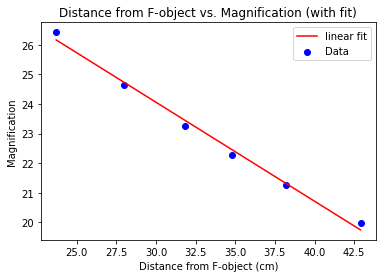 Distance from F-object vs. Magnification (with fit)
linear fit
Data
26
25
24
23
22
21
20
Magnification
25.0 27.5 30.0 32.5 35.0 37.5 40.0 42.5
Distance from F-object (cm)